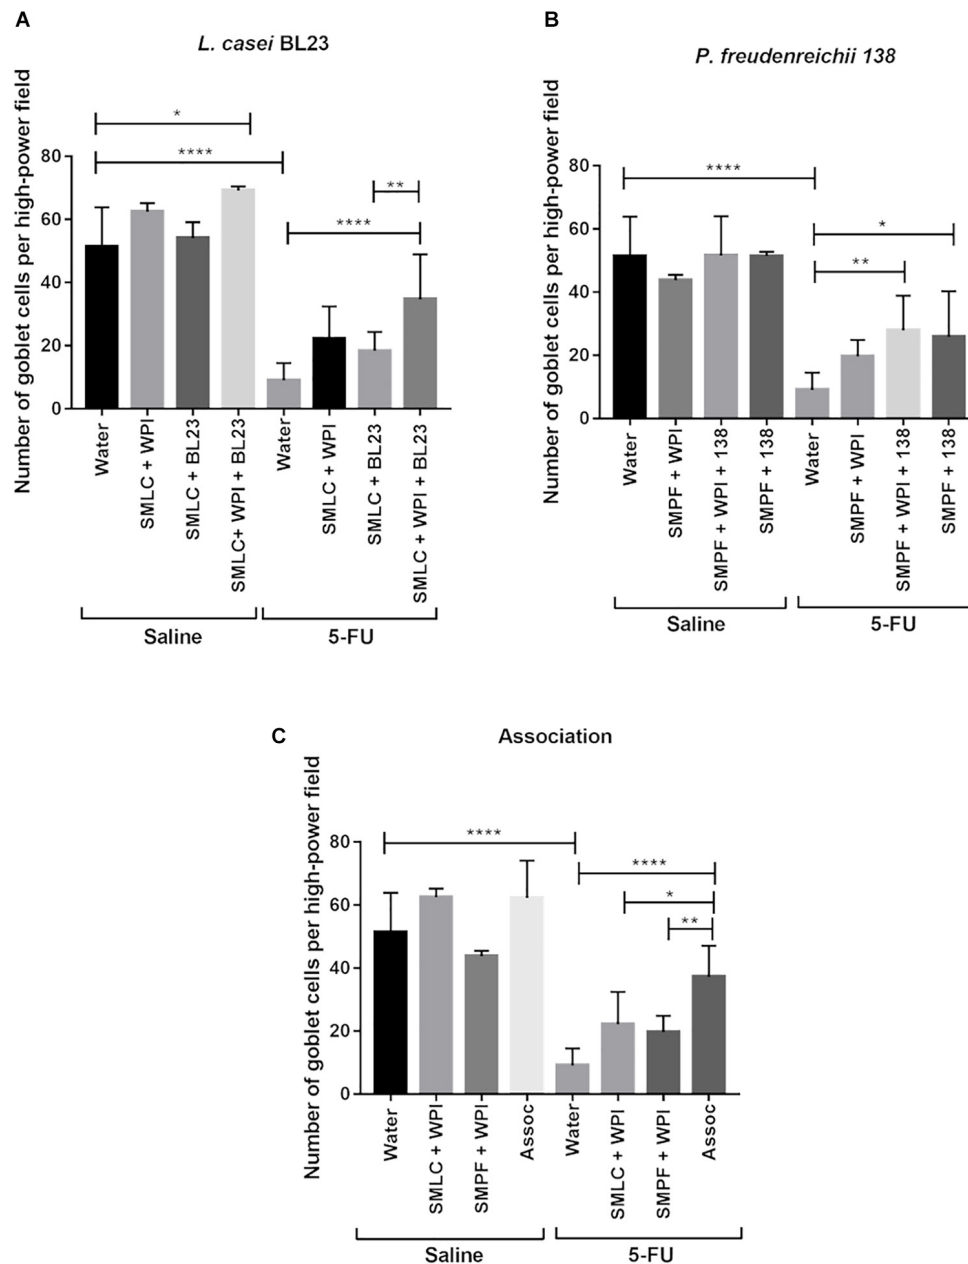 A
L. casei BL23
Number of goblet cells per high-power field
80
60
40
20
0
*
****
**
****
Water
SMLC + WPI
SMLC + BL23
SMLC+ WPI + BL23
Water
SMLC + WPI
SMLC + BL23
SMLC + WPI + BL23
Saline
5-FU
B
P. freudenreichii 138
Number of goblet cells per high-power field
80
60
40
20
0
****
*
**
Water
SMPF + WPI
SMPF + WPI + 138
SMPF + 138
Water
SMPF + WPI
SMPF + WPI + 138
SMPF + 138
Saline
5-FU
C
Association
Number of goblet cells per high-power field
80
60
40
20
0
****
****
*
**
Water
SMLC + WPI
SMPF + WPI
Assoc
Water
SMLC + WPI
SMPF + WPI
Assoc
Saline
5-FU